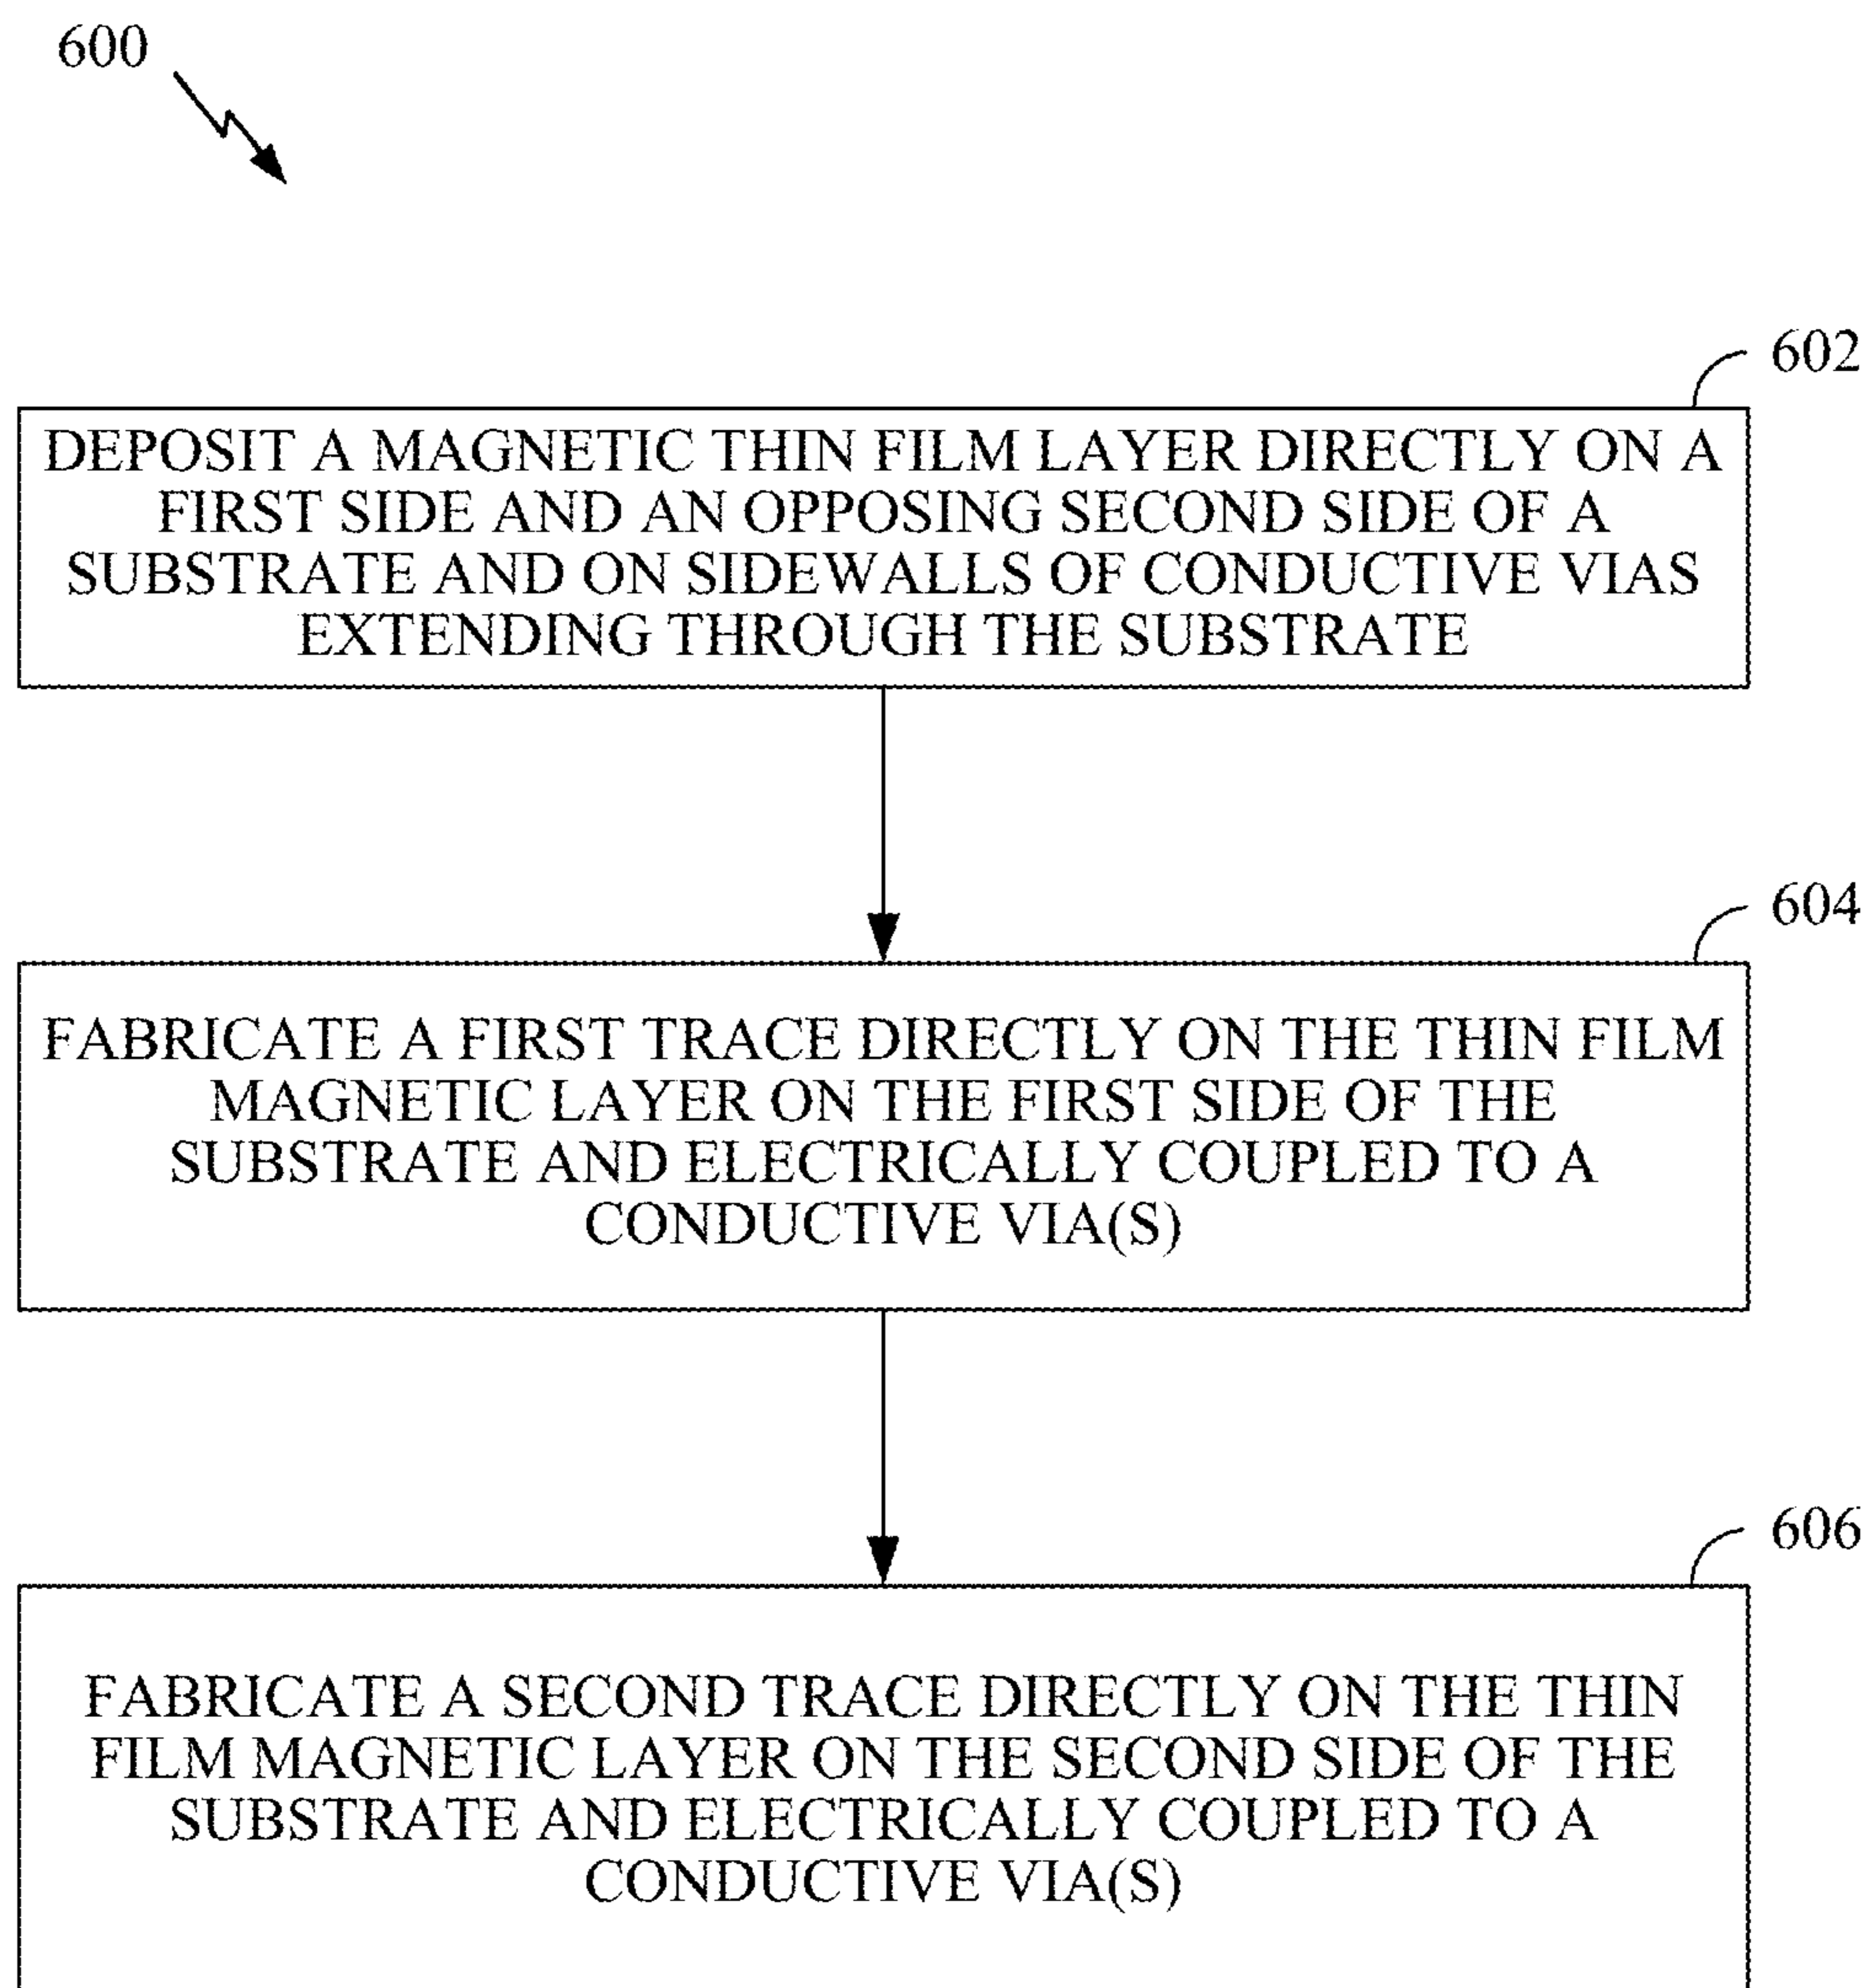 600
602
DEPOSIT A MAGNETIC THIN FILM LAYER DIRECTLY ON A
FIRST SIDE AND AN OPPOSING SECOND SIDE OF A
SUBSTRATE AND ON SIDEWALLS OF CONDUCTIVE VIAS
EXTENDING THROUGH THE SUBSTRATE
604
FABRICATE A FIRST TRACE DIRECTLY ON THE THIN FILM
MAGNETIC LAYER ON THE FIRST SIDE OF THE
SUBSTRATE AND ELECTRICALLY COUPLED TO A
CONDUCTIVE VIA(S)
606
FABRICATE A SECOND TRACE DIRECTLY ON THE THIN
FILM MAGNETIC LAYER ON THE SECOND SIDE OF THE
SUBSTRATE AND ELECTRICALLY COUPLED TO A
CONDUCTIVE VIA(S)